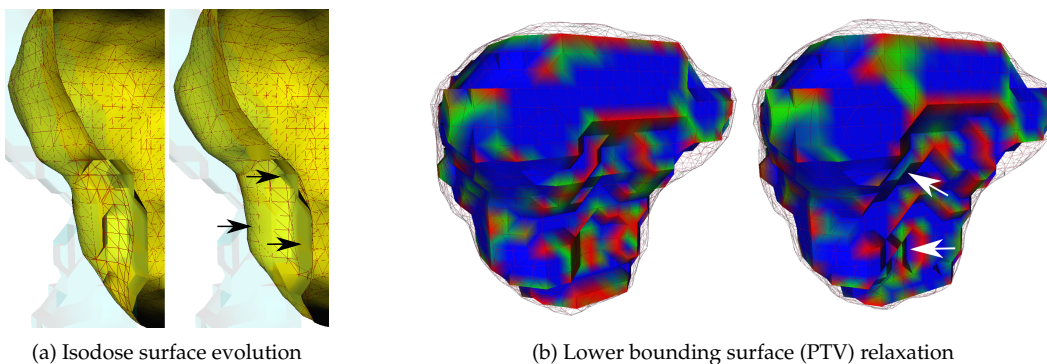 (a) Isodose surface evolution
(b) Lower bounding surface (PTV) relaxation